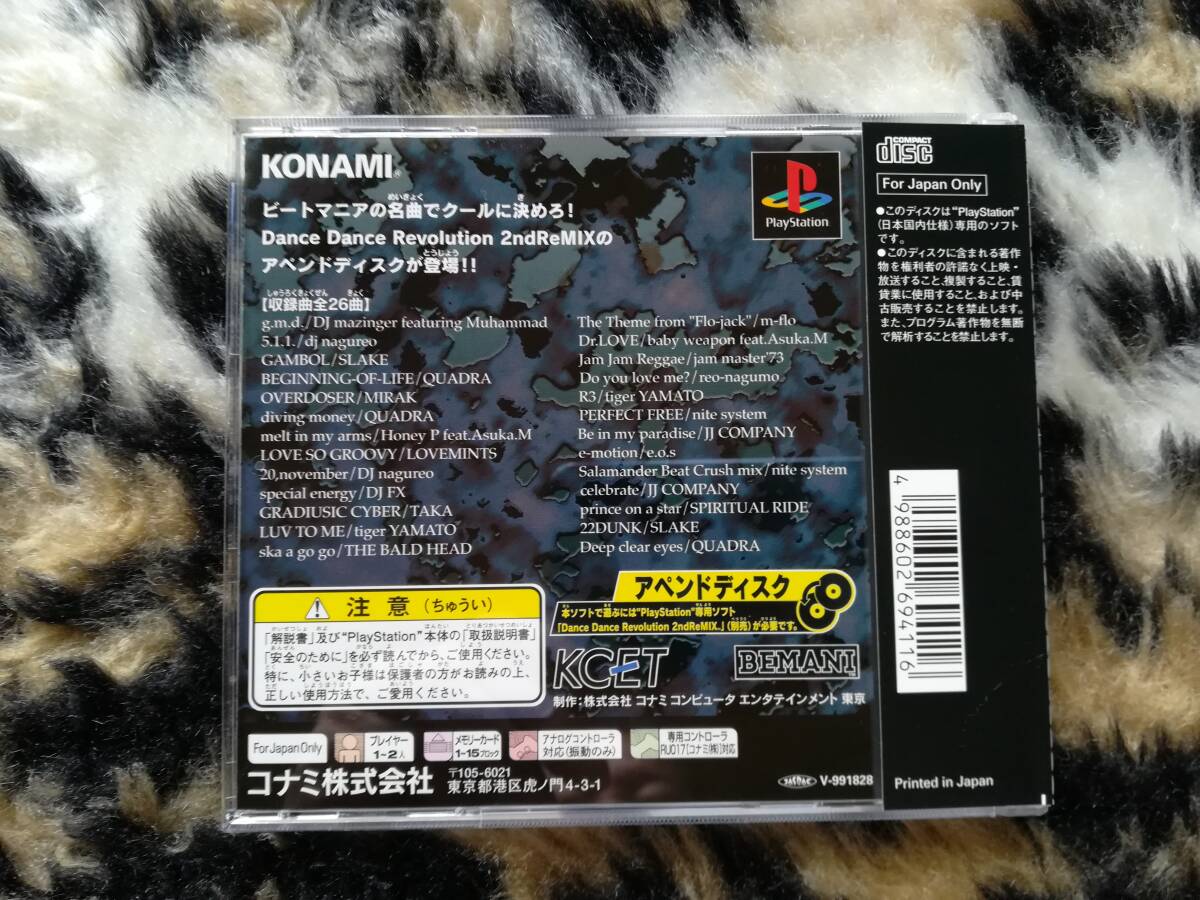 KONAMI®
PlayStation
めいきょく き
ビートマニアの名曲でクールに決めろ!
Dance Dance Revolution 2ndReMIXの
とうじょう
アペンドディスクが登場!!
しゅうろくきょくぜん きょく
【収録曲全26曲】
g.m.d./DJ mazinger featuring Muhammad
5.1.1./dj nagureo
GAMBOL/SLAKE
BEGINNING-OF-LIFE/QUADRA
OVERDOSER/MIRAK
diving money/QUADRA
melt in my arms/Honey P feat.Asuka.M
LOVE SO GROOVY/LOVEMINTS
20,november/DJ nagureo
special energy/DJ FX
GRADIUSIC CYBER/TAKA
LUV TO ME/tiger YAMATO
ska a go go/THE BALD HEAD
The Theme from "Flo-jack"/m-flo
Dr.LOVE/baby weapon feat.Asuka.M
Jam Jam Reggae/jam master'73
Do you love me?/reo-nagumo
R3/tiger YAMATO
PERFECT FREE/nite system
Be in my paradise/JJ COMPANY
e-motion/e.o.s
Salamander Beat Crush mix/nite system
celebrate/JJ COMPANY
prince on a star/SPIRITUAL RIDE
22DUNK/SLAKE
Deep clear eyes/QUADRA
注意(ちゅうい)
「解説書」及び“PlayStation”本体の「取扱説明書」
「安全のために」を必ず読んでから、ご使用ください。
特に、小さいお子様は保護者の方がお読みの上、
正しい使用方法で、ご愛用ください。
アペンドディスク
本ソフトで遊ぶには“PlayStation”専用ソフト
「Dance Dance Revolution 2ndReMIX.」(別売)が必要です。
KCET
BEMANI
制作:株式会社 コナミ コンピュータ エンタテインメント 東京
For Japan Only
プレイヤー
1~2人
メモリーカード
1~15ブロック
アナログコントローラ
対応(振動のみ)
専用コントローラ
RU017[コナミ(株)]対応
コナミ株式会社
〒105-6021
東京都港区虎ノ門4-3-1
V-991828
COMPACT
disc
For Japan Only
●このディスクは“PlayStation”
(日本国内仕様)専用のソフト
です。
●このディスクに含まれる著作
物を権利者の許諾なく上映・
放送すること、複製すること、賃
貸業に使用すること、および中
古販売することを禁止します。
また、プログラム著作物を無断
で解析することを禁止します。
4 988602 694116
Printed in Japan